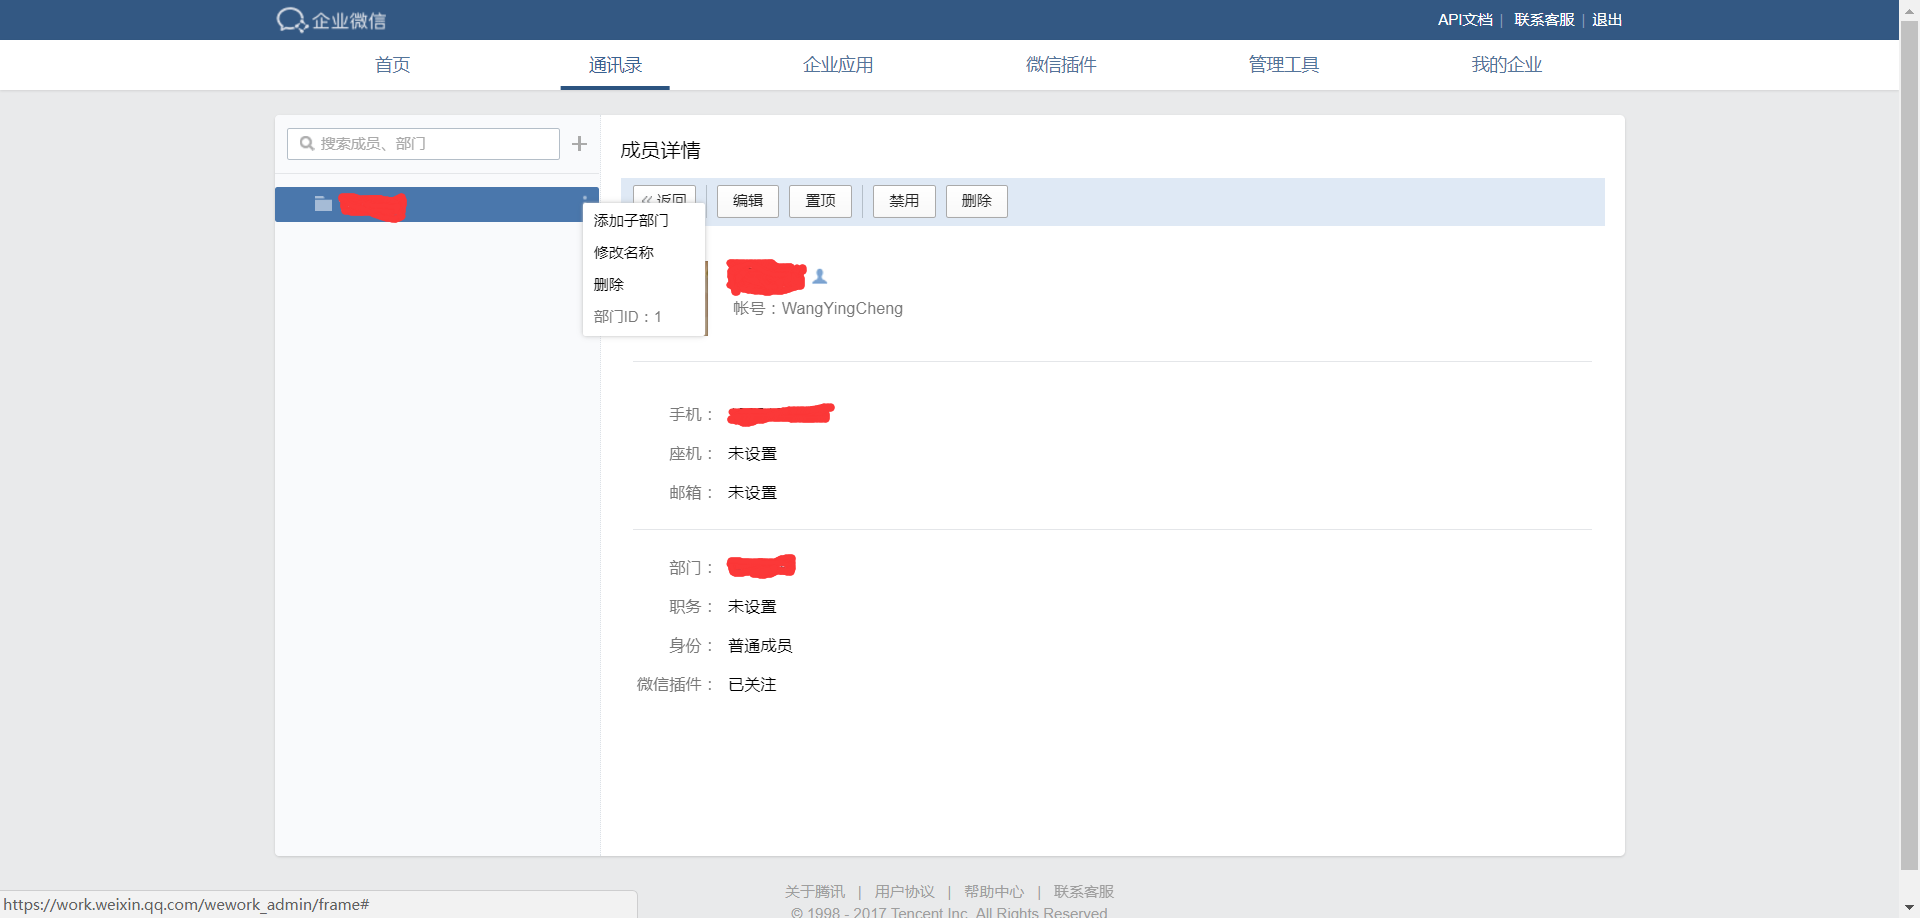 企业微信
API文档 | 联系客服 | 退出
首页 通讯录 企业应用 微信插件 管理工具 我的企业
搜索成员、部门
成员详情
返回 编辑 置顶 禁用 删除
添加子部门
修改名称
删除
部门ID：1
帐号：WangYingCheng
手机：
座机： 未设置
邮箱： 未设置
部门：
职务： 未设置
身份： 普通成员
微信插件： 已关注
关于腾讯 | 用户协议 | 帮助中心 | 联系客服
© 1998 - 2017 Tencent Inc. All Rights Reserved
https://work.weixin.qq.com/wework_admin/frame#